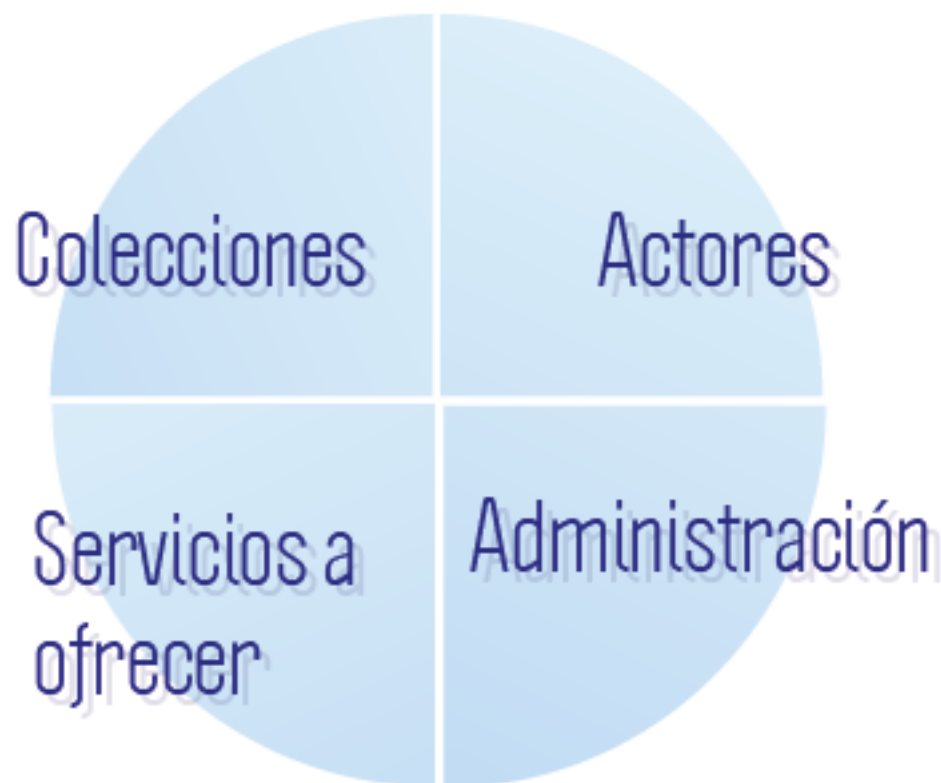 Colecciones
Actores
Servicios a
ofrecer
Administración